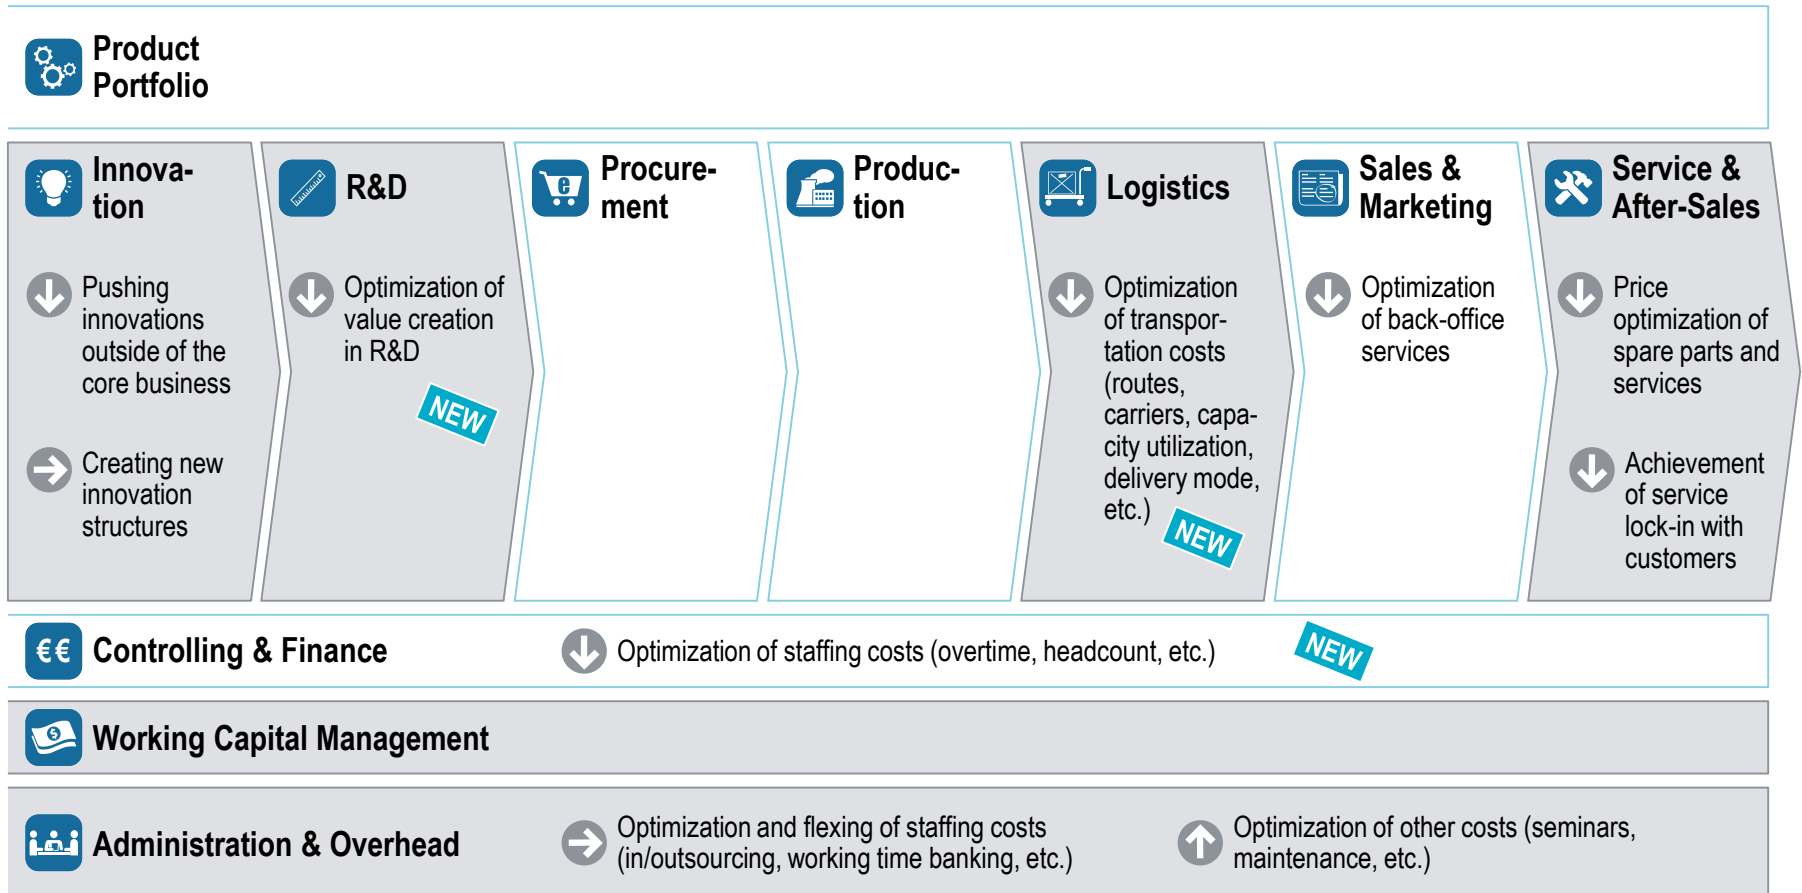 Product
Portfolio
Innova-
tion
Pushing
innovations
outside of the
core business
Creating new
innovation
structures
R&D
Optimization of
value creation
in R&D
NEW
e
Procure-
ment
Produc-
tion
Logistics
Optimization
of transpor-
tation costs
(routes,
carriers, capa-
city utilization,
delivery mode,
etc.)
NEW
Sales &
Marketing
Optimization
of back-office
services
Service &
After-Sales
Price
optimization of
spare parts and
services
Achievement
of service
lock-in with
customers
€€
Controlling & Finance
Optimization of staffing costs (overtime, headcount, etc.)
NEW
$
Working Capital Management
Administration & Overhead
Optimization and flexing of staffing costs
(in/outsourcing, working time banking, etc.)
Optimization of other costs (seminars,
maintenance, etc.)